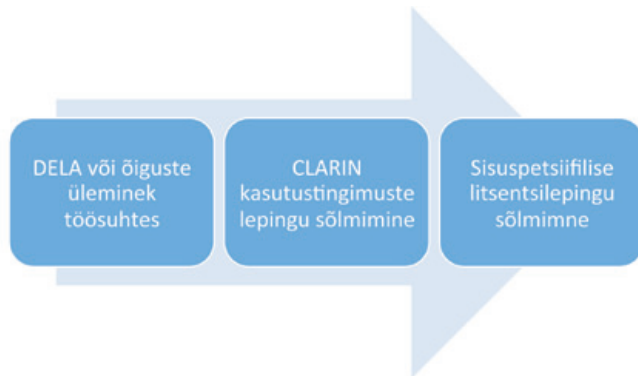 DELA või õiguste
üleminek
töösuhtes
CLARIN
kasutustingimuste
lepingu sõlmimine
Sisuspetsiifilise
litsentsilepingu
sõlmimne